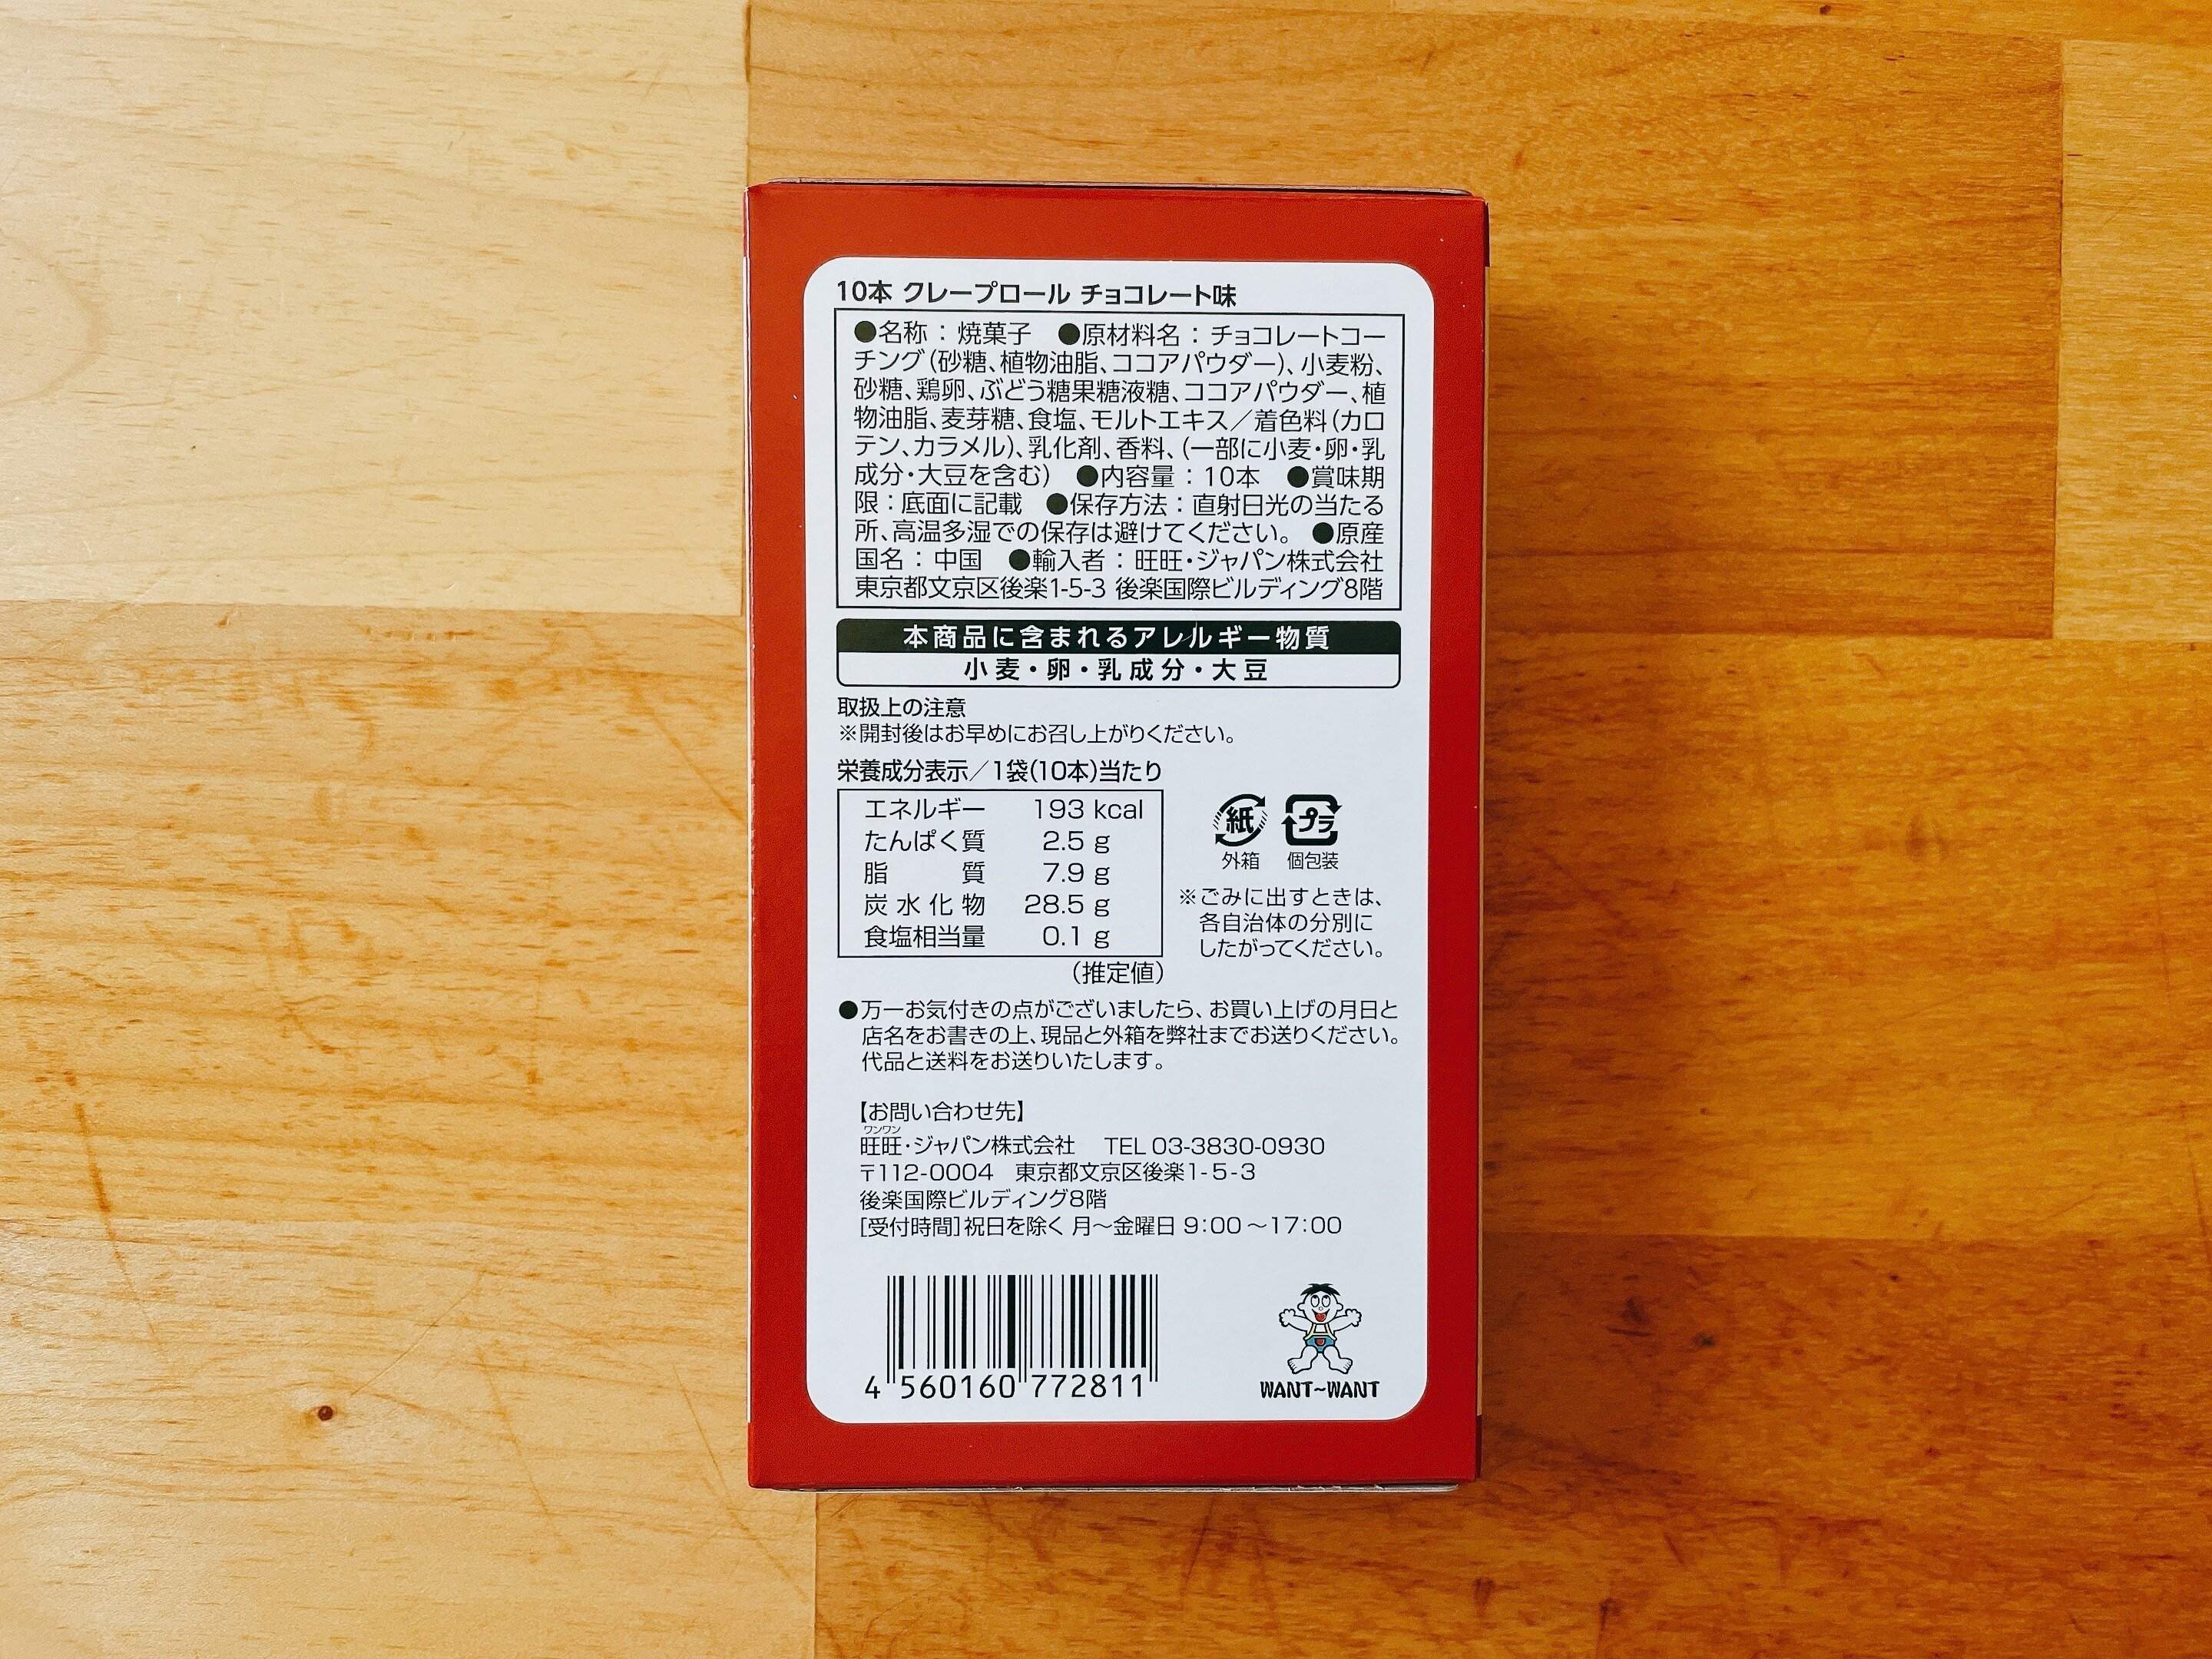 10本 クレープロール チョコレート味
●名称：焼菓子 ●原材料名：チョコレートコー
チング(砂糖、植物油脂、ココアパウダー)、小麦粉、
砂糖、鶏卵、ぶどう糖果糖液糖、ココアパウダー、植
物油脂、麦芽糖、食塩、モルトエキス／着色料(カロ
テン、カラメル)、乳化剤、香料、(一部に小麦・卵・乳
成分・大豆を含む) ●内容量：10本 ●賞味期
限：底面に記載 ●保存方法：直射日光の当たる
所、高温多湿での保存は避けてください。 ●原産
国名：中国 ●輸入者：旺旺・ジャパン株式会社
東京都文京区後楽1-5-3 後楽国際ビルディング8階
本商品に含まれるアレルギー物質
小麦・卵・乳成分・大豆
取扱上の注意
※開封後はお早めにお召し上がりください。
栄養成分表示／1袋(10本)当たり
エネルギー 193 kcal
たんぱく質 2.5 g
脂質 7.9 g
炭水化物 28.5 g
食塩相当量 0.1 g
(推定値)
紙 プラ
外箱 個包装
※ごみに出すときは、
各自治体の分別に
したがってください。
●万一お気付きの点がございましたら、お買い上げの月日と
店名をお書きの上、現品と外箱を弊社までお送りください。
代品と送料をお送りいたします。
【お問い合わせ先】
ワンワン
旺旺・ジャパン株式会社 TEL 03-3830-0930
〒112-0004 東京都文京区後楽1-5-3
後楽国際ビルディング8階
[受付時間]祝日を除く 月～金曜日 9:00～17:00
4 560160 772811
WANT~WANT